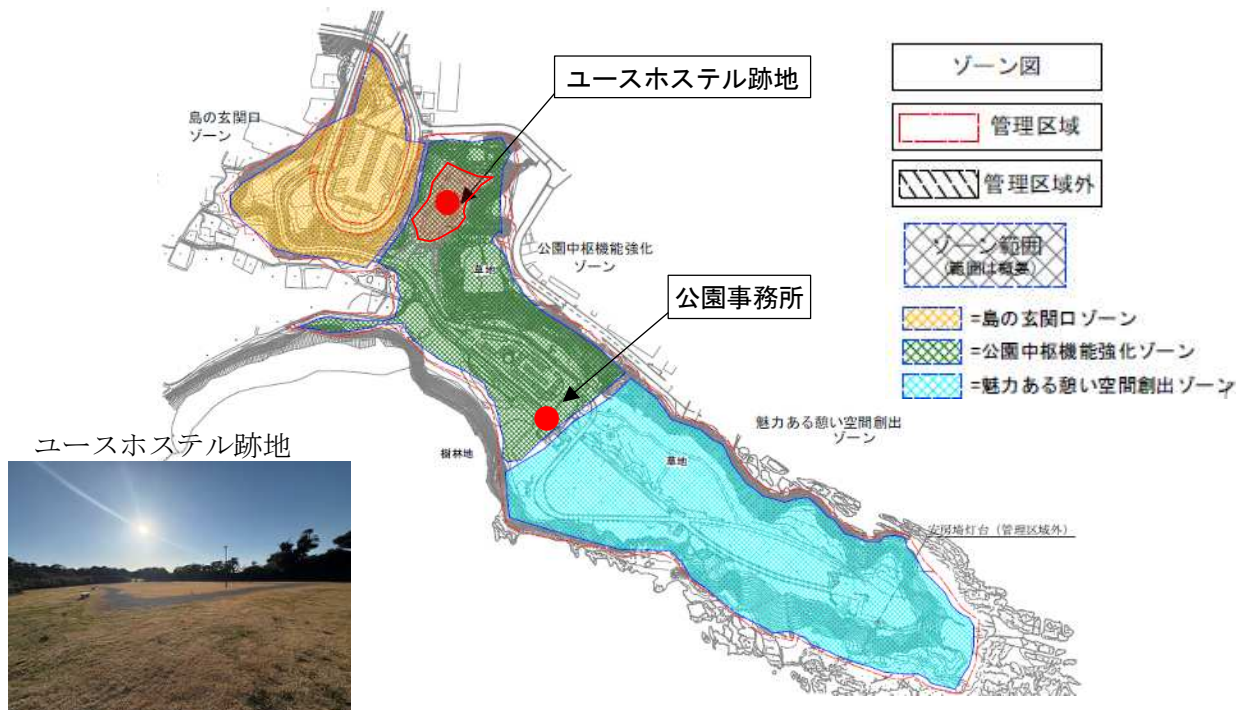 ユースホステル跡地
島の玄関口
ゾーン
公園中枢機能強化
ゾーン
草地
公園事務所
魅力ある憩い空間創出
ゾーン
草地
樹林地
安房埼灯台（管理区域外）
ユースホステル跡地
ゾーン図
管理区域
管理区域外
ゾーン範囲
（範囲は概要）
=島の玄関口ゾーン
=公園中枢機能強化ゾーン
=魅力ある憩い空間創出ゾーン